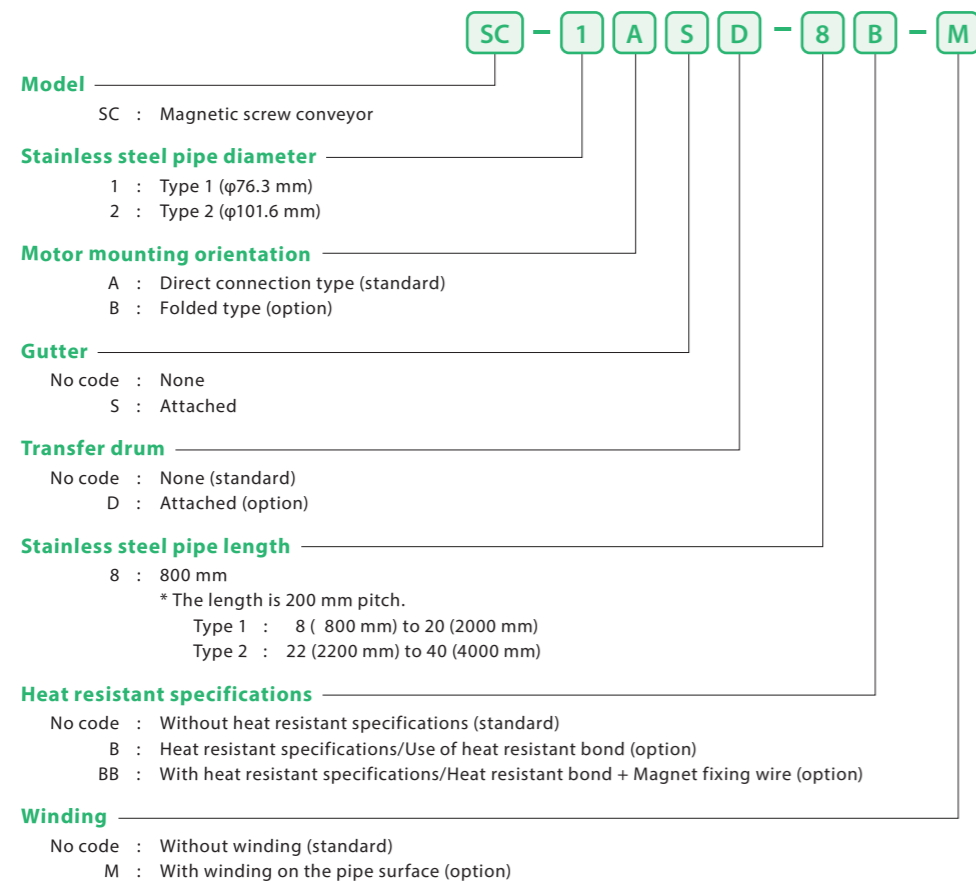 SC - 1 A S D - 8 B - M
Model
SC : Magnetic screw conveyor
Stainless steel pipe diameter
1 : Type 1 (φ76.3 mm)
2 : Type 2 (φ101.6 mm)
Motor mounting orientation
A : Direct connection type (standard)
B : Folded type (option)
Gutter
No code : None
S : Attached
Transfer drum
No code : None (standard)
D : Attached (option)
Stainless steel pipe length
8 : 800 mm
* The length is 200 mm pitch.
Type 1 : 8 ( 800 mm) to 20 (2000 mm)
Type 2 : 22 (2200 mm) to 40 (4000 mm)
Heat resistant specifications
No code : Without heat resistant specifications (standard)
B : Heat resistant specifications/Use of heat resistant bond (option)
BB : With heat resistant specifications/Heat resistant bond + Magnet fixing wire (option)
Winding
No code : Without winding (standard)
M : With winding on the pipe surface (option)